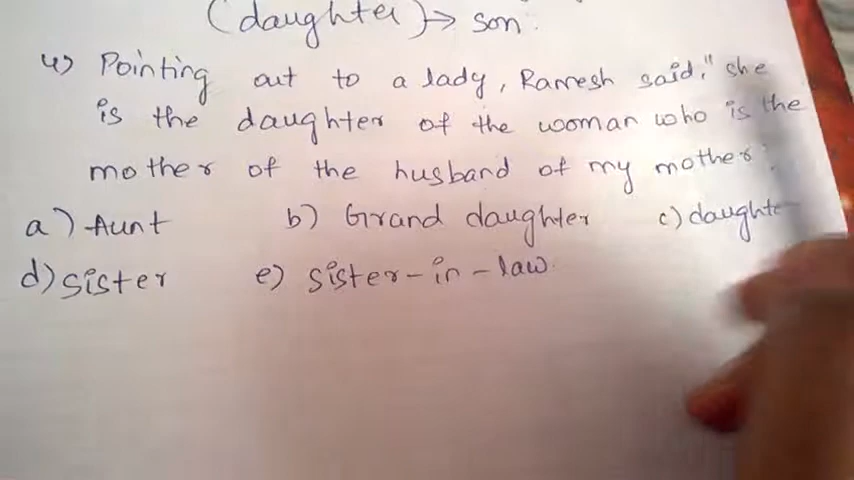 (daughter) → son.
4) Pointing out to a lady, Ramesh said," she
is the daughter of the woman who is the
mother of the husband of my mother".
a) Aunt b) Grand daughter c) daughte
d) sister e) sister-in-law.